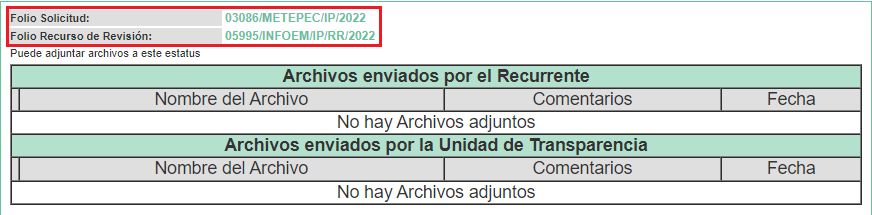 Folio Solicitud: 03086/METEPEC/IP/2022
Folio Recurso de Revisión: 05995/INFOEM/IP/RR/2022
Puede adjuntar archivos a este estatus
Archivos enviados por el Recurrente
Nombre del Archivo Comentarios Fecha
No hay Archivos adjuntos
Archivos enviados por la Unidad de Transparencia
Nombre del Archivo Comentarios Fecha
No hay Archivos adjuntos